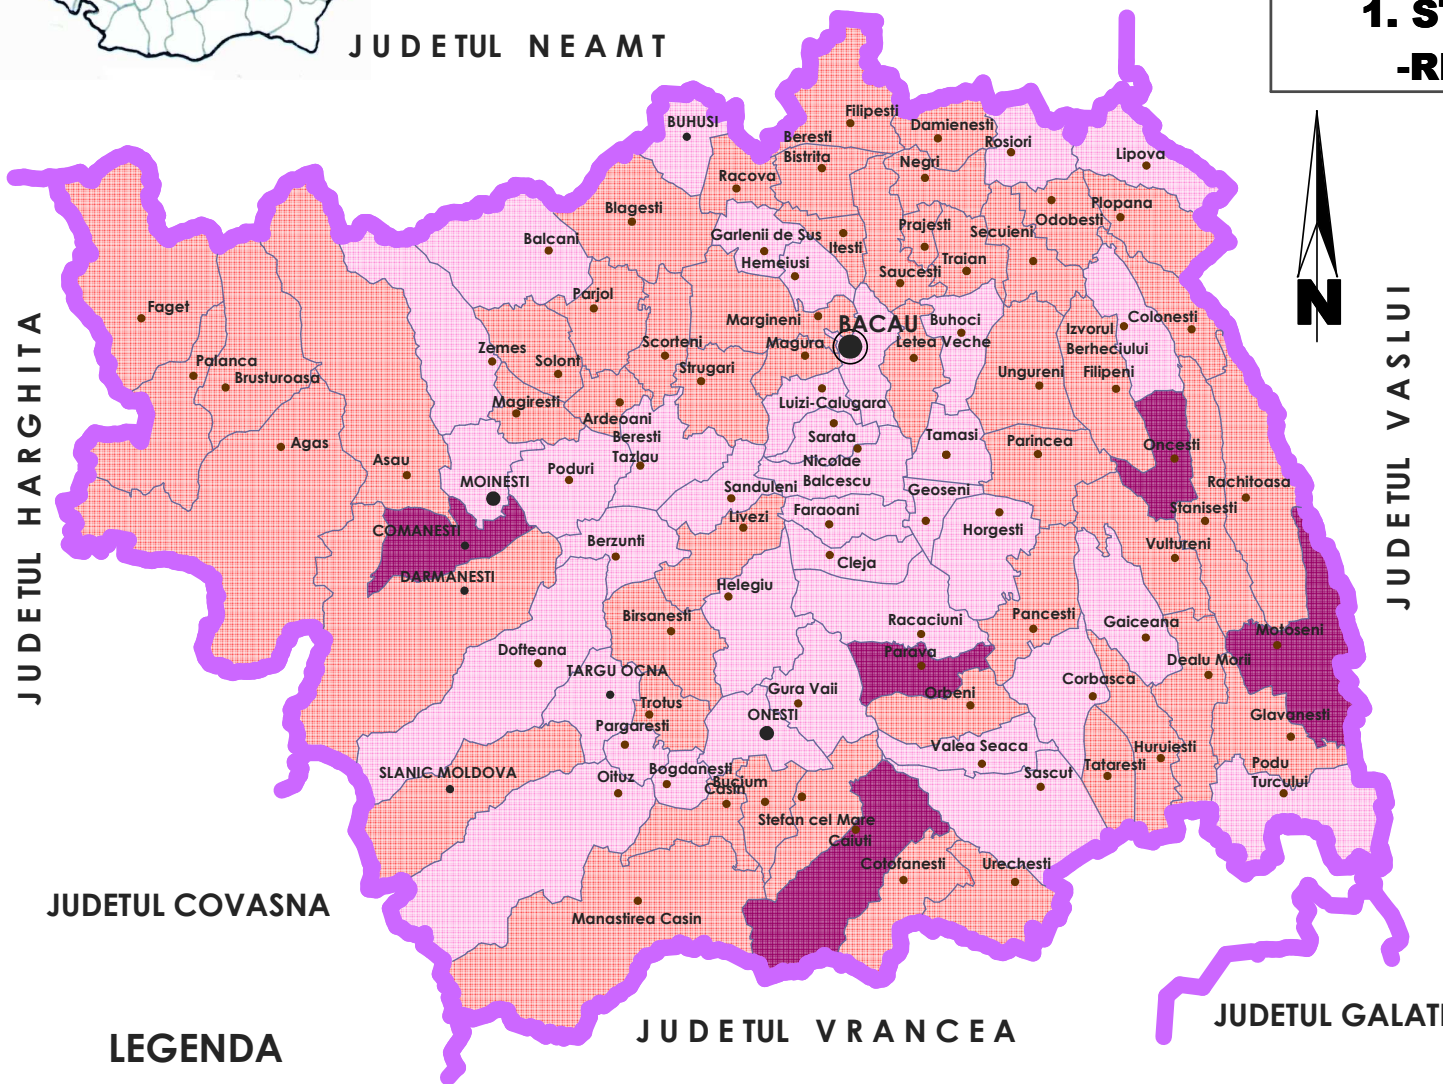 1. ST
-RE
JUDETUL NEAMT
BUHUSI
Filipesti
Damienesti
Beresti
Bistrita
Rosiori
Lipova
Negri
Racova
Blagesti
Plopana
Odobesti
Prajesti
Secuieni
Garlenii de Sus
Itesti
Balcani
Hemeiusi
Traian
Saucesti
Faget
Parjol
Margineni
BACAU
Buhoci
Izvorul
Berheciului
Colonesti
Zemes
Solont
Scorteni
Magura
Letea Veche
Palanca
Brusturoasa
Strugari
Ungureni
Filipeni
Magiresti
Ardeoani
Luizi-Calugara
Beresti
Tazlau
Sarata
Tamasi
Parincea
Oncesti
Agas
Asau
Nicolae
Balcescu
MOINESTI
Poduri
Sanduleni
Geoseni
Rachitoasa
Stanisesti
Livezi
Faraoani
Horgesti
COMANESTI
Berzunti
Cleja
Vultureni
DARMANESTI
Helegiu
Birsanesti
Racaciuni
Pancesti
Gaiceana
Motoseni
Dofteana
Parava
Dealu Morii
TARGU OCNA
Gura Vaii
Orbeni
Corbasca
Trotus
ONESTI
Glavanesti
Pargaresti
Valea Seaca
Huruiesti
SLANIC MOLDOVA
Oituz
Bogdanesti
Bucium
Casin
Sascut
Tataresti
Podu
Turcului
Stefan cel Mare
Caiuti
Cotofanesti
Urechesti
Manastirea Casin
JUDETUL HARGHITA
JUDETUL VASLUI
N
JUDETUL COVASNA
JUDETUL VRANCEA
JUDETUL GALATI
LEGENDA